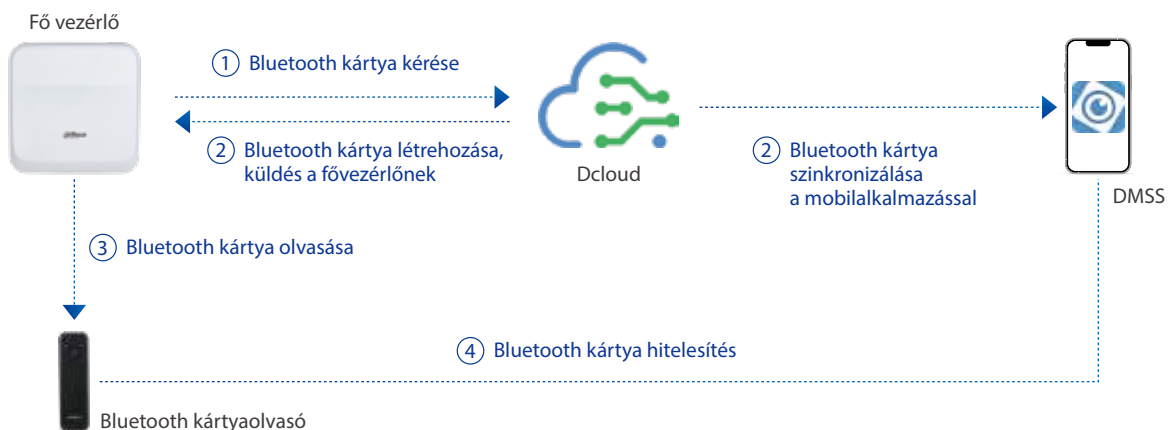 Fő vezérlő
1 Bluetooth kártya kérése
2 Bluetooth kártya létrehozása,
küldés a fővezérlőnek
Dcloud
2 Bluetooth kártya
szinkronizálása
a mobilalkalmazással
DMSS
3 Bluetooth kártya olvasása
4 Bluetooth kártya hitelesítés
Bluetooth kártyaolvasó